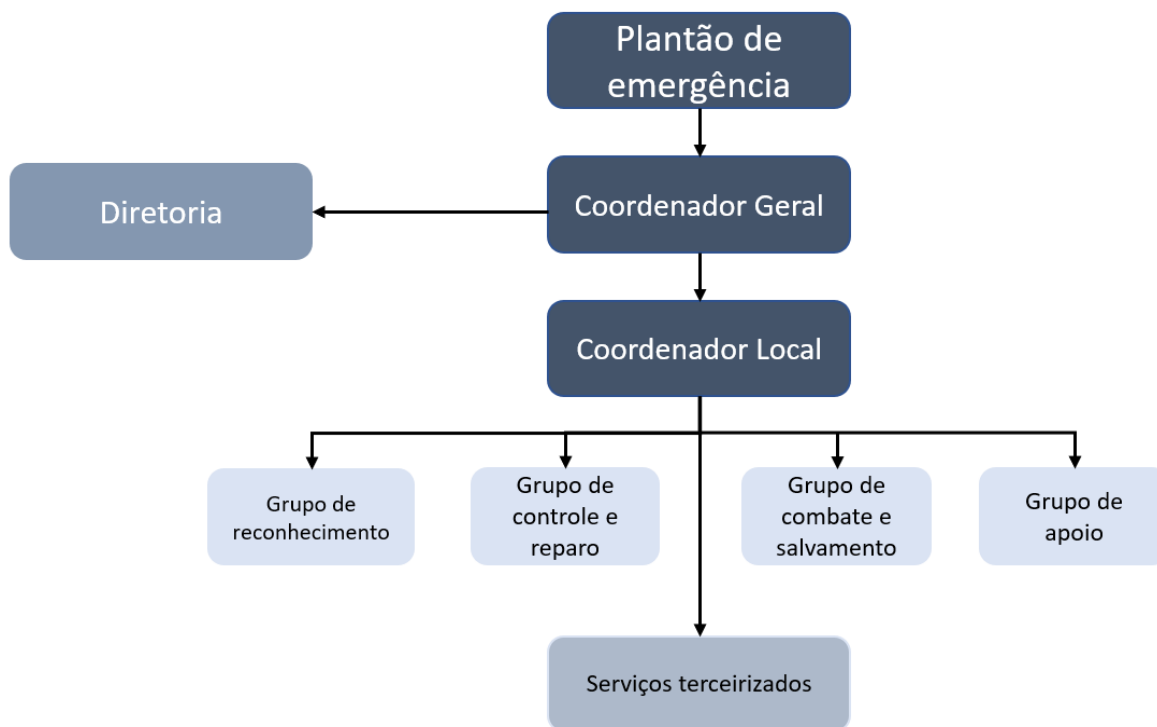 Plantão de
emergência
Coordenador Geral
Diretoria
Coordenador Local
Grupo de
reconhecimento
Grupo de
controle e
reparo
Grupo de
combate e
salvamento
Grupo de
apoio
Serviços terceirizados